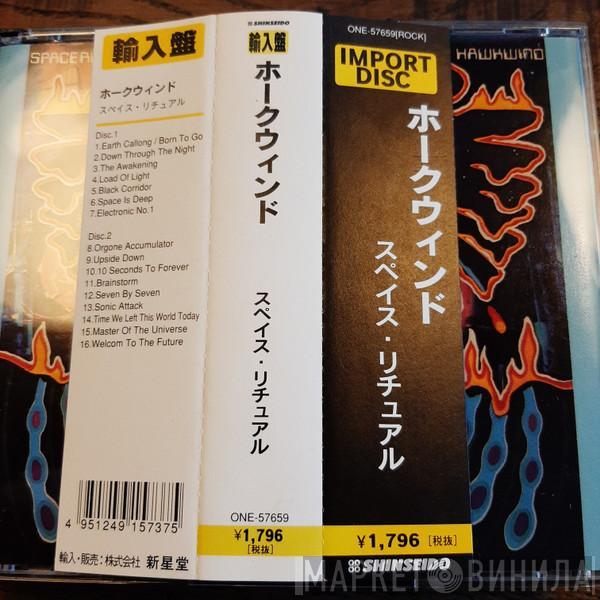 SPACE
HAWKWIND
輸入盤
ホークウィンド
スペイス・リチュアル
Disc.1
1.Earth Callong / Born To Go
2.Down Through The Night
3.The Awakening
4.Load Of Light
5.Black Corridor
6.Space Is Deep
7.Electronic No.1
Disc.2
8.Orgone Accumulator
9.Upside Down
10.10 Seconds To Forever
11.Brainstorm
12.Seven By Seven
13.Sonic Attack
14.Time We Left This World Today
15.Master Of The Universe
16.Welcom To The Future
4 951249 157375
輸入・販売：株式会社 新星堂
SHINSEIDO
輸入盤
ホークウィンド
スペイス・リチュアル
ONE-57659
¥1,796
[税抜]
ONE-57659[ROCK]
IMPORT
DISC
ホークウィンド
スペイス・リチュアル
¥1,796 [税抜]
SHINSEIDO
МАРКЕТ ВИНИЛА